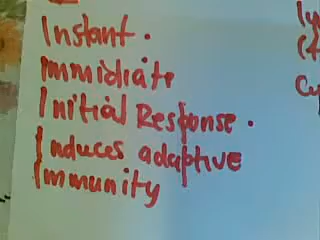 Instant.
immidiate
Initial Response.
Induces adaptive
Immunity